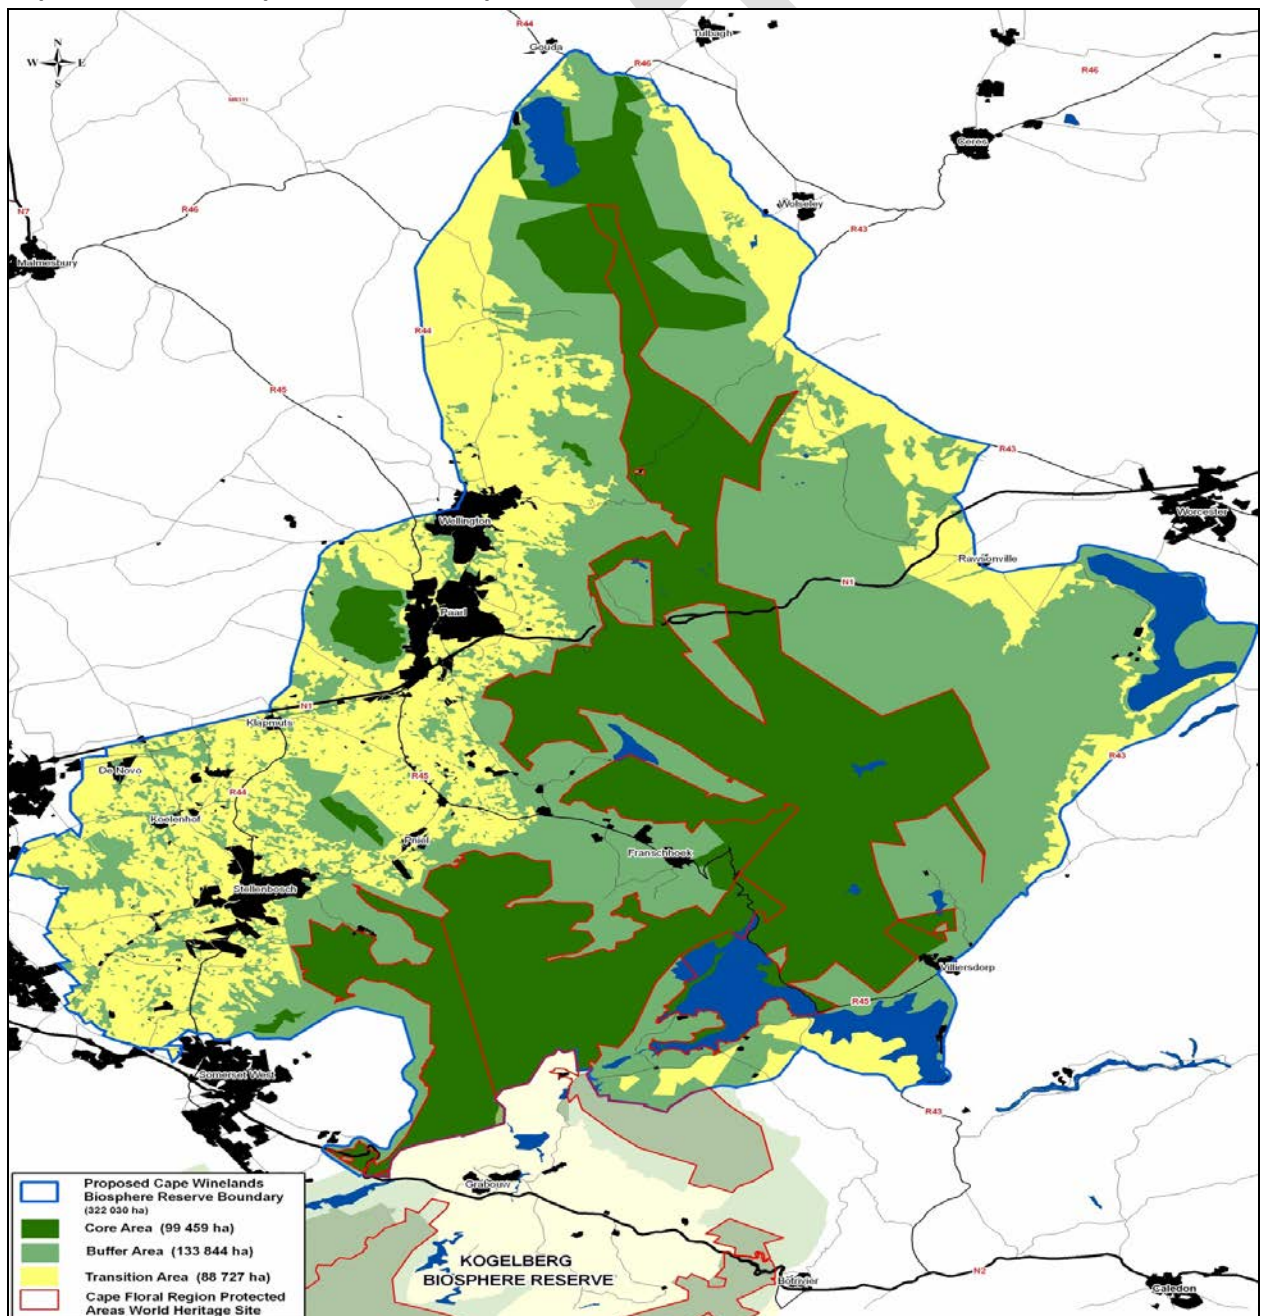 R44
Tulbagh
Gouda
N
W E
S
R46
R46
MR311
Ceres
R46
Wolseley
N7
R43
Malmesbury
R44
R45
R43
Wellington
Worcester
Rawsonville
N1
Paarl
N1
Klapmuts
R43
De Novo
R45
R44
Koelenhof
Pniel
Franschhoek
Stellenbosch
Villiersdorp
R45
Somerset West
R43
Grabouw
KOGELBERG
BIOSPHERE RESERVE
N2
Botrivier
Caledon
Proposed Cape Winelands
Biosphere Reserve Boundary
(322 030 ha)
Core Area (99 459 ha)
Buffer Area (133 844 ha)
Transition Area (88 727 ha)
Cape Floral Region Protected
Areas World Heritage Site